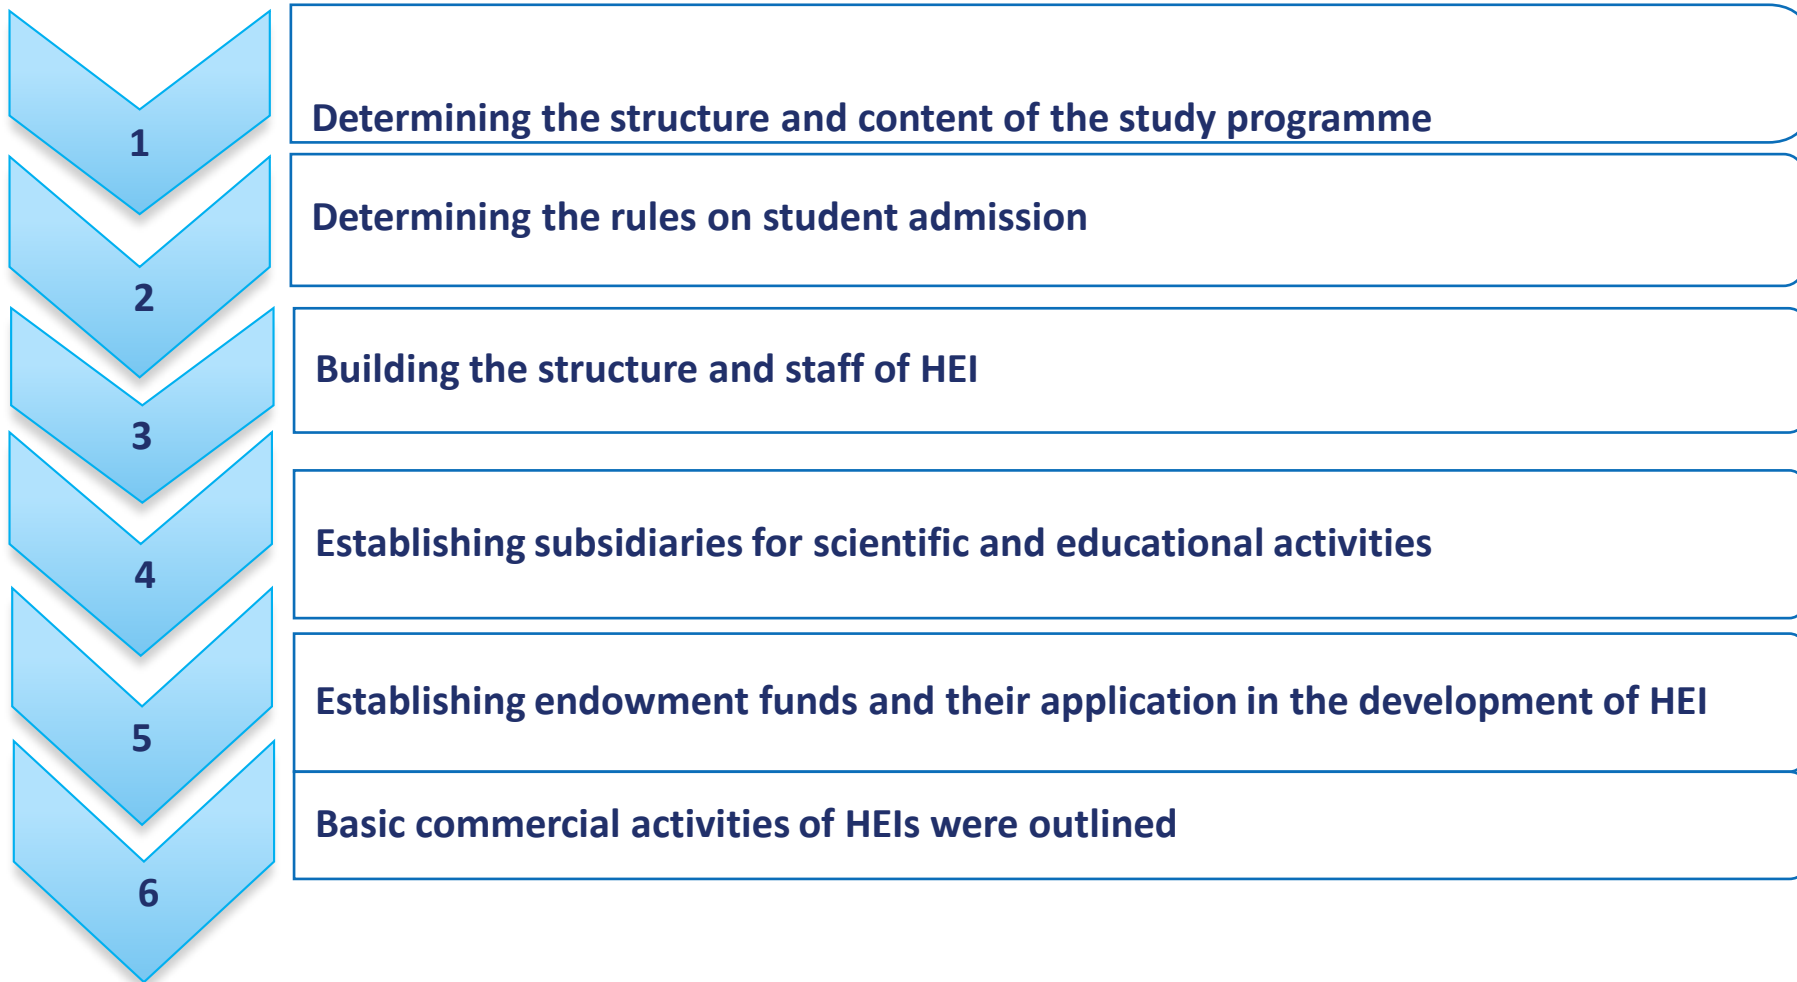 1
Determining the structure and content of the study programme
2
Determining the rules on student admission
3
Building the structure and staff of HEI
4
Establishing subsidiaries for scientific and educational activities
5
Establishing endowment funds and their application in the development of HEI
6
Basic commercial activities of HEIs were outlined